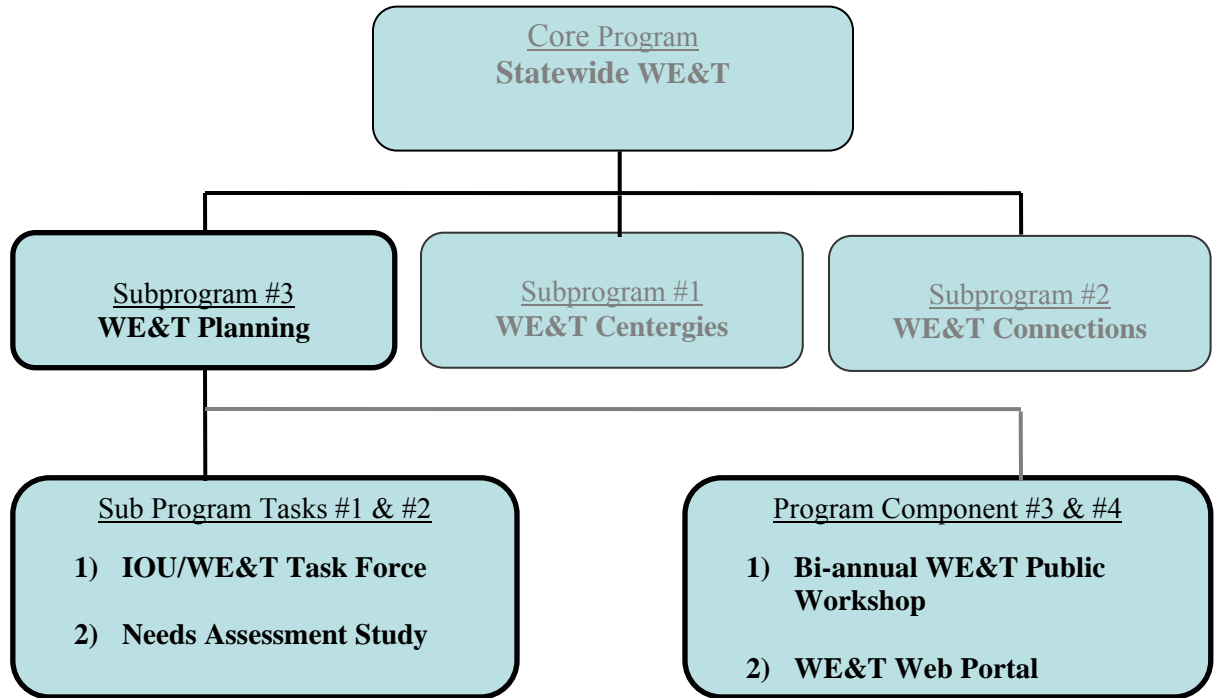 Core Program
Statewide WE&T
Subprogram #3
WE&T Planning
Subprogram #1
WE&T Centergies
Subprogram #2
WE&T Connections
Sub Program Tasks #1 & #2
1) IOU/WE&T Task Force
2) Needs Assessment Study
Program Component #3 & #4
1) Bi-annual WE&T Public
Workshop
2) WE&T Web Portal